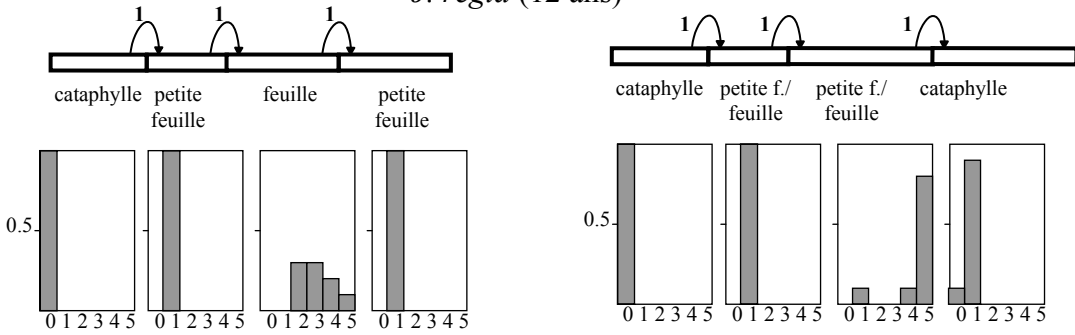 regia (12 ans)
1 1 1
cataphylle petite feuille petite
feuille feuille
0.5
0 1 2 3 4 5 0 1 2 3 4 5 0 1 2 3 4 5 0 1 2 3 4 5
1 1 1
cataphylle petite f./ petite f./ cataphylle
feuille feuille
0.5
0 1 2 3 4 5 0 1 2 3 4 5 0 1 2 3 4 5 0 1 2 3 4 5